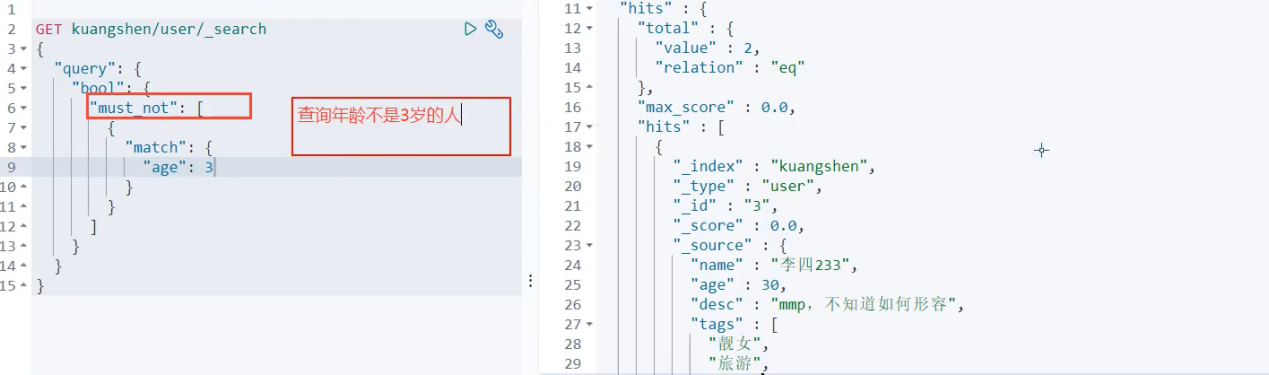 1
2 GET kuangshen/user/_search
3 {
4 "query": {
5 "bool": {
6 "must_not": [
7 {
8 "match": {
9 "age": 3
10 }
11 }
12 ]
13 }
14 }
15 }
查询年龄不是3岁的人
11 "hits" : {
12 "total" : {
13 "value" : 2,
14 "relation" : "eq"
15 },
16 "max_score" : 0.0,
17 "hits" : [
18 {
19 "_index" : "kuangshen",
20 "_type" : "user",
21 "_id" : "3",
22 "_score" : 0.0,
23 "_source" : {
24 "name" : "李四233",
25 "age" : 30,
26 "desc" : "mmp，不知道如何形容",
27 "tags" : [
28 "靓女",
29 "旅游",